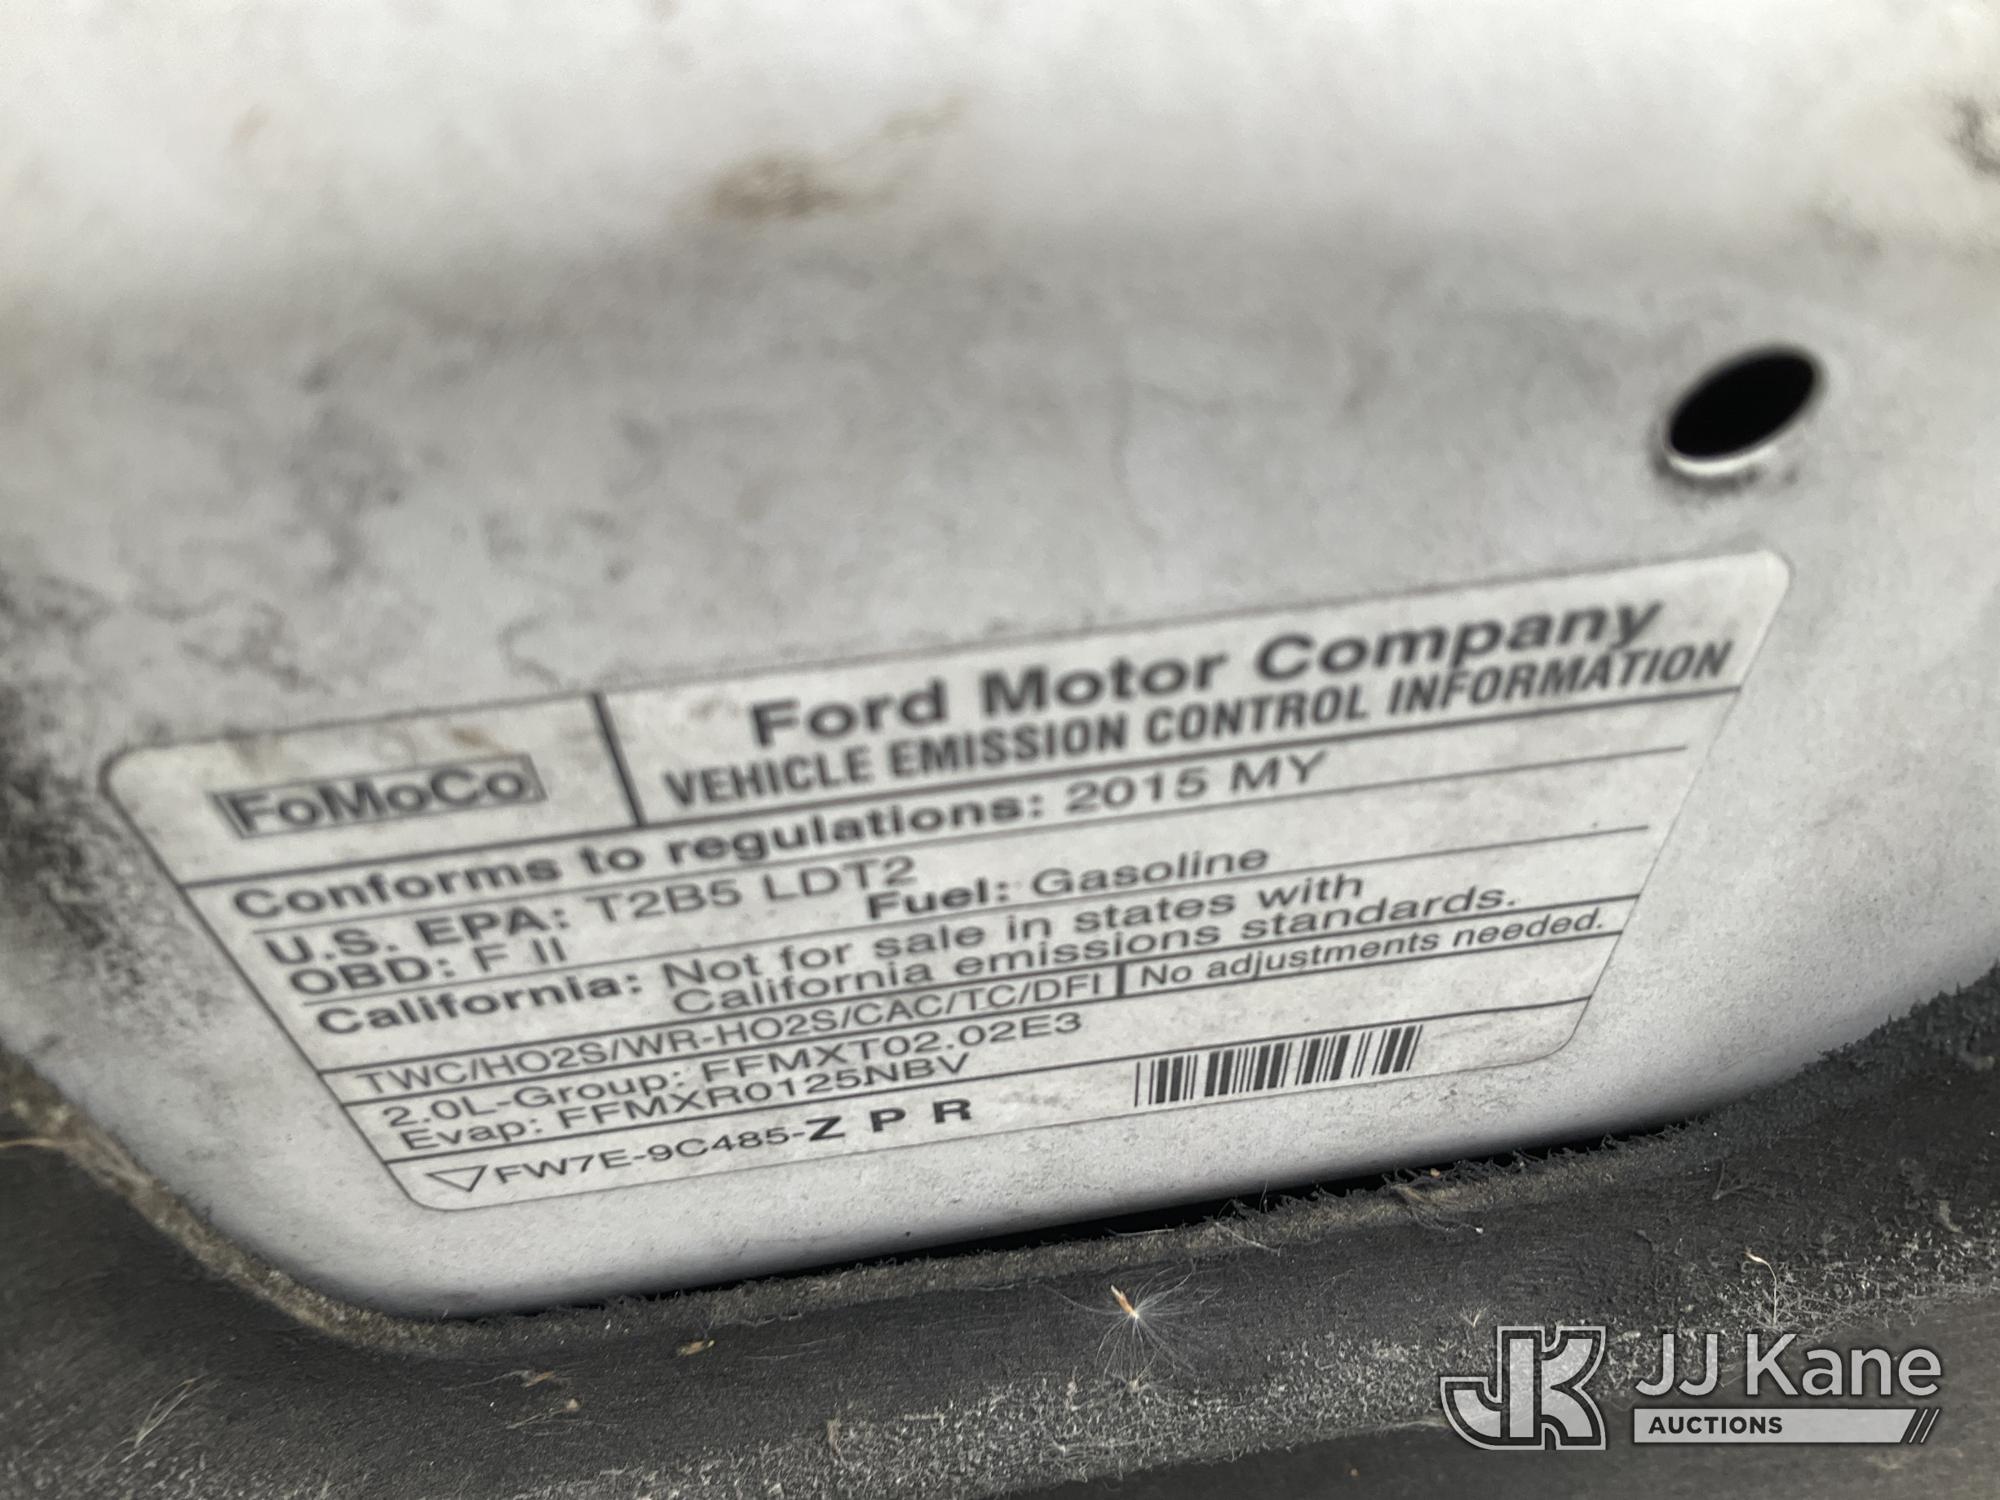 FoMoCo
Ford Motor Company
VEHICLE EMISSION CONTROL INFORMATION
Conforms to regulations: 2015 MY
U.S. EPA: T2B5 LDT2
OBD: F II Fuel: Gasoline
California: Not for sale in states with
California emissions standards.
TWC/HO2S/WR-HO2S/CAC/TC/DFI No adjustments needed.
2.0L-Group: FFMXT02.02E3
Evap: FFMXR0125NBV
FW7E-9C485-Z P R
JK JJ Kane
AUCTIONS